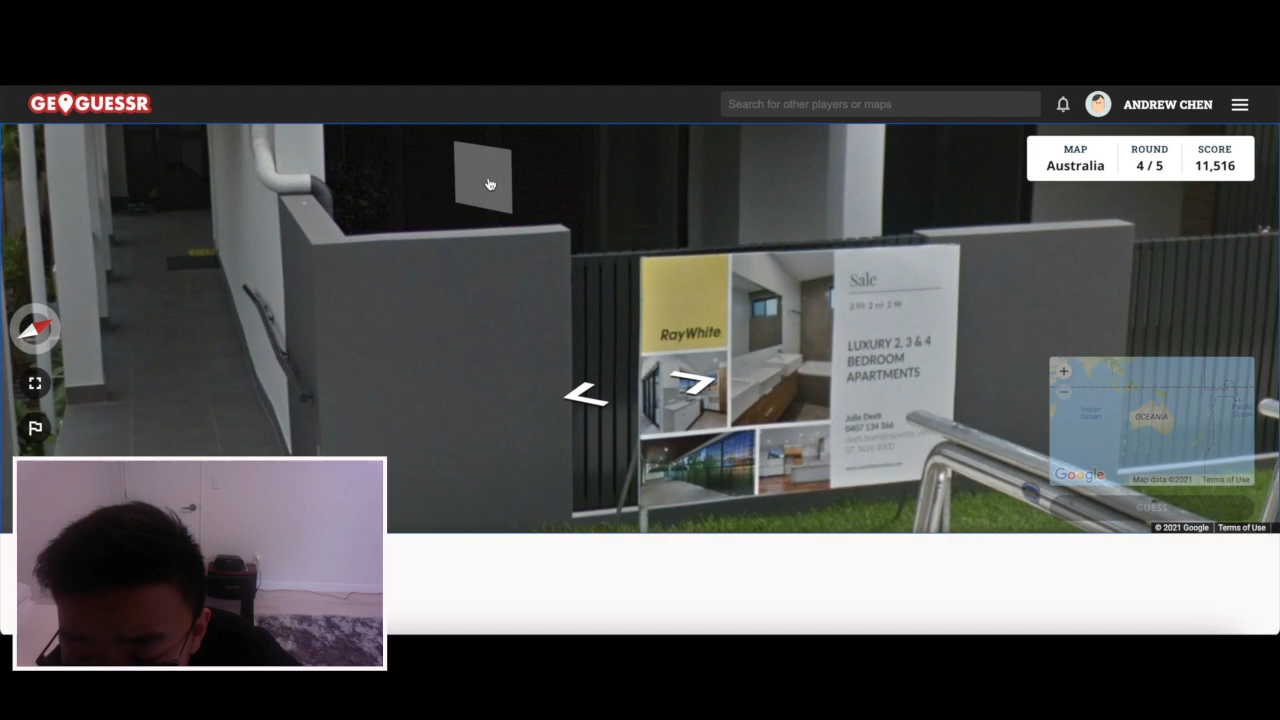 GEOGUESSR
Search for other players or maps
ANDREW CHEN
MAP
Australia
ROUND
4 / 5
SCORE
11,516
RayWhite
Sale
LUXURY 2, 3 & 4
BEDROOM
APARTMENTS
Julie Deeb
0407 134 366
Indian
Ocean
OCEANIA
Pacific
Ocean
Google
Map data ©2021
Terms of Use
GUESS
© 2021 Google
Terms of Use